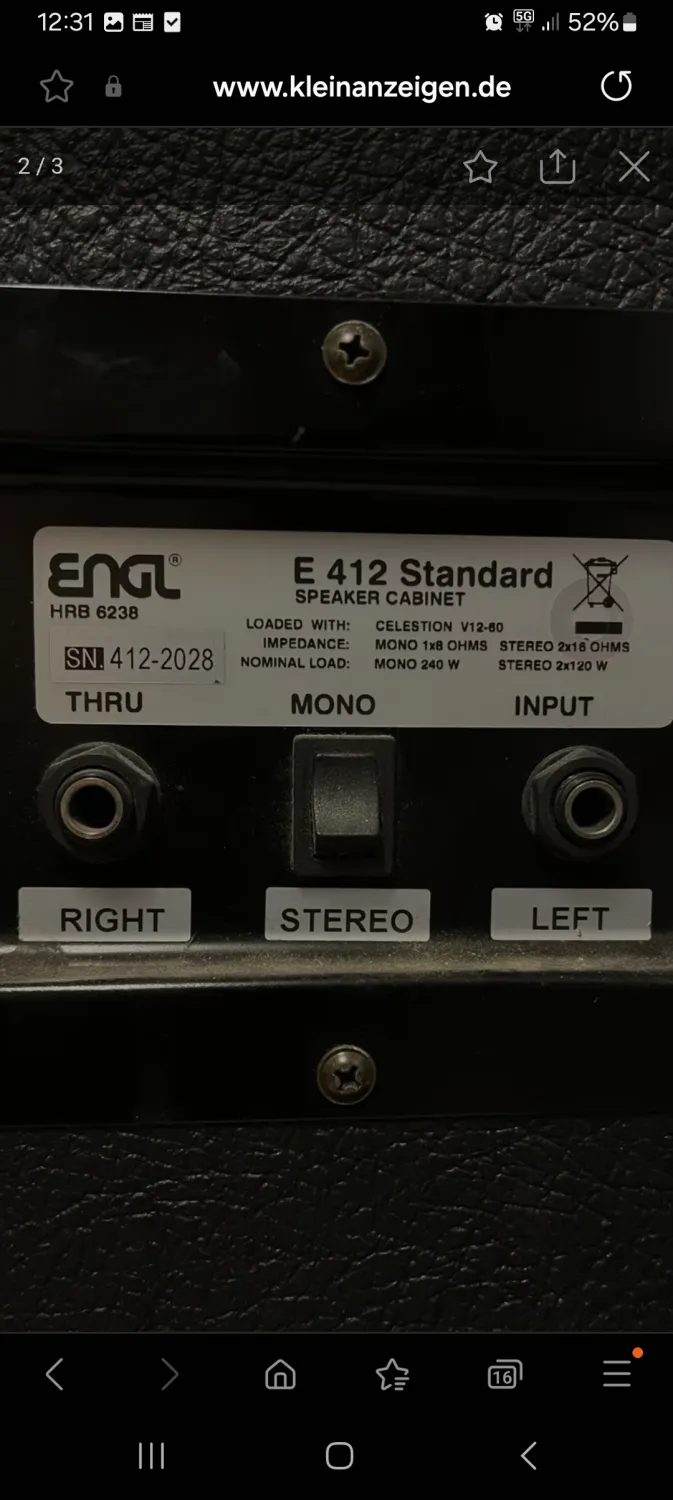 12:31
5G
52%
www.kleinanzeigen.de
2 / 3
ENGL®
E 412 Standard
SPEAKER CABINET
HRB 6238
LOADED WITH: CELESTION V12-60
IMPEDANCE: MONO 1x8 OHMS STEREO 2x16 OHMS
NOMINAL LOAD: MONO 240 W STEREO 2x120 W
SN. 412-2028
THRU MONO INPUT
RIGHT STEREO LEFT
16